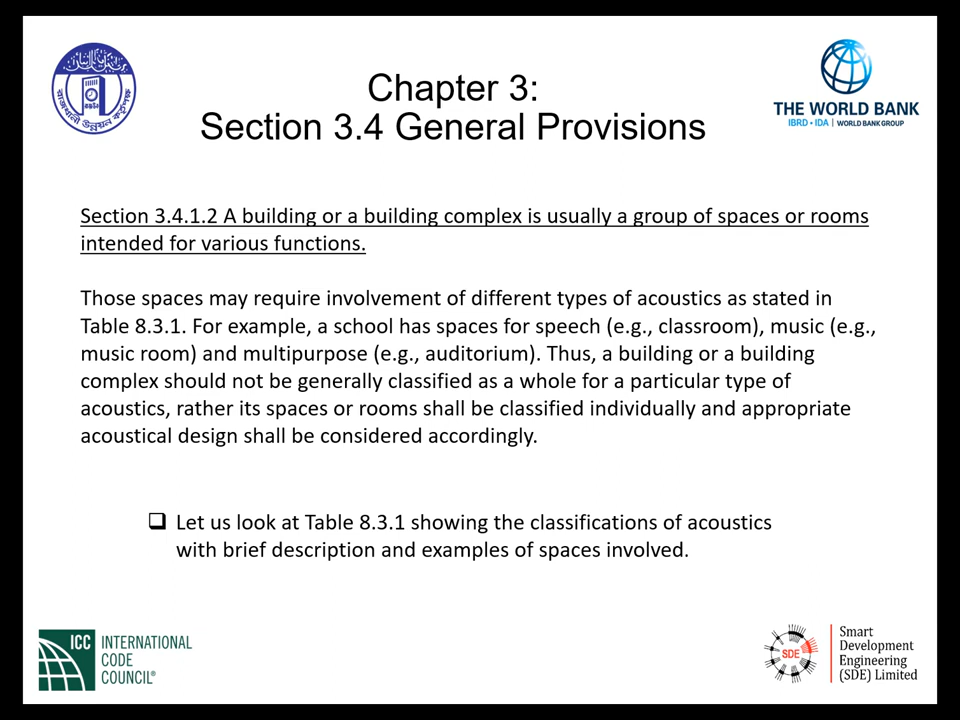 Chapter 3:
Section 3.4 General Provisions
THE WORLD BANK
IBRD • IDA | WORLD BANK GROUP
Section 3.4.1.2 A building or a building complex is usually a group of spaces or rooms
intended for various functions.
Those spaces may require involvement of different types of acoustics as stated in
Table 8.3.1. For example, a school has spaces for speech (e.g., classroom), music (e.g.,
music room) and multipurpose (e.g., auditorium). Thus, a building or a building
complex should not be generally classified as a whole for a particular type of
acoustics, rather its spaces or rooms shall be classified individually and appropriate
acoustical design shall be considered accordingly.
Let us look at Table 8.3.1 showing the classifications of acoustics
with brief description and examples of spaces involved.
ICC INTERNATIONAL
CODE
COUNCIL®
SDE
Smart
Development
Engineering
(SDE) Limited